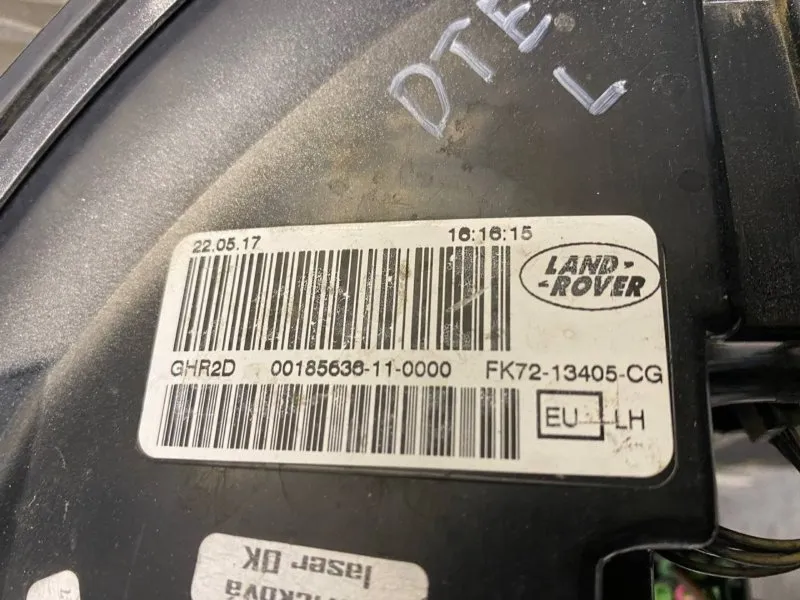 DTE
L
22.05.17 16:16:15
LAND-
-ROVER
GHR2D 00185636-11-0000 FK72-13405-CG
EU LH
ičková
laser OK